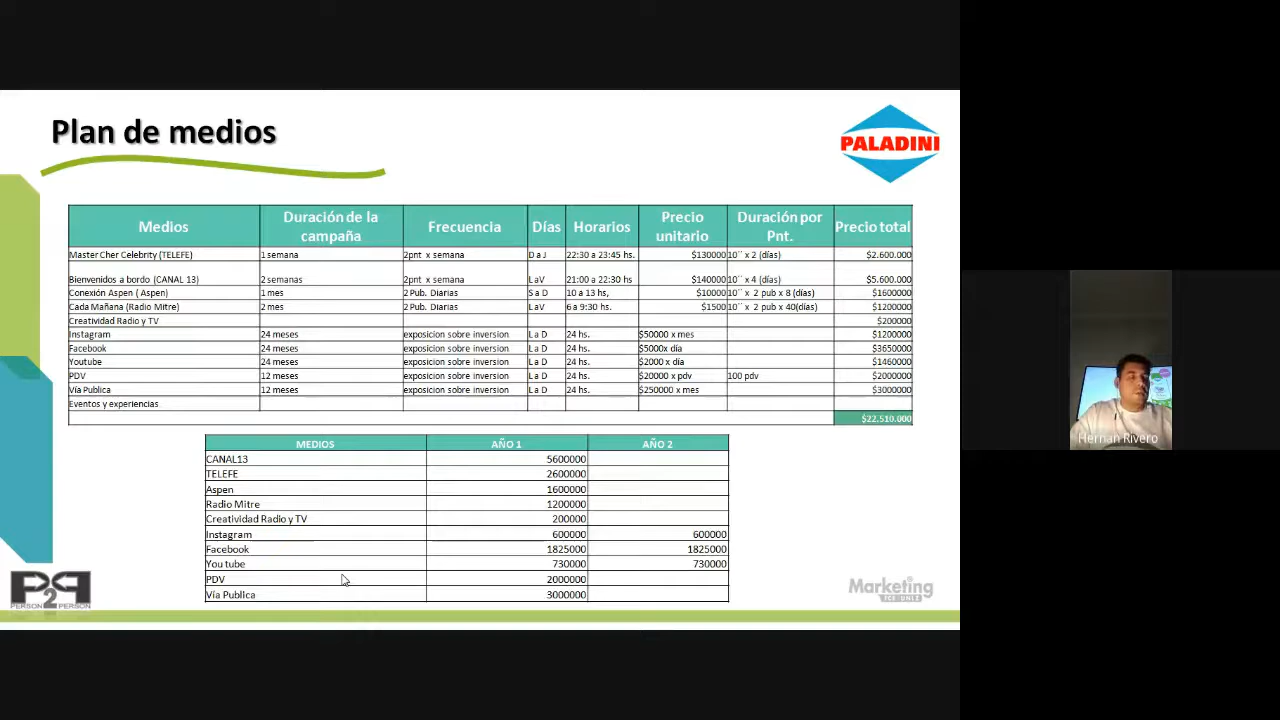 Plan de medios
PALADINI
Medios Duración de la campaña Frecuencia Días Horarios Precio unitario Duración por Pnt. Precio total
Master Cher Celebrity (TELEFE) 1 semana 2pnt x semana D a J 22:30 a 23:45 hs. $130000 10´´ x 2 (días) $2.600.000
Bienvenidos a bordo (CANAL 13) 2 semanas 2pnt x semana LaV 21:00 a 22:30 hs $140000 10´´ x 4 (días) $5.600.000
Conexión Aspen ( Aspen) 1 mes 2 Pub. Diarias S a D 10 a 13 hs, $10000 10´´ x 2 pub x 8 (días) $1600000
Cada Mañana (Radio Mitre) 2 mes 2 Pub. Diarias LaV 6 a 9:30 hs. $1500 10´´ x 2 pub x 40(días) $1200000
Creatividad Radio y TV $200000
Instagram 24 meses exposicion sobre inversion L a D 24 hs. $50000 x mes $1200000
Facebook 24 meses exposicion sobre inversion L a D 24 hs. $5000x día $3650000
Youtube 24 meses exposicion sobre inversion L a D 24 hs. $2000 x día $1460000
PDV 12 meses exposicion sobre inversion L a D 24 hs. $20000 x pdv 100 pdv $2000000
Vía Publica 12 meses exposicion sobre inversion L a D 24 hs. $250000 x mes $3000000
Eventos y experiencias
$22.510.000
MEDIOS AÑO 1 AÑO 2
CANAL13 5600000
TELEFE 2600000
Aspen 1600000
Radio Mitre 1200000
Creatividad Radio y TV 200000
Instagram 600000 600000
Facebook 1825000 1825000
You tube 730000 730000
PDV 2000000
Vía Publica 3000000
P2P
PERSON 2 PERSON
Marketing
FCE UNLZ
Hernan Rivero